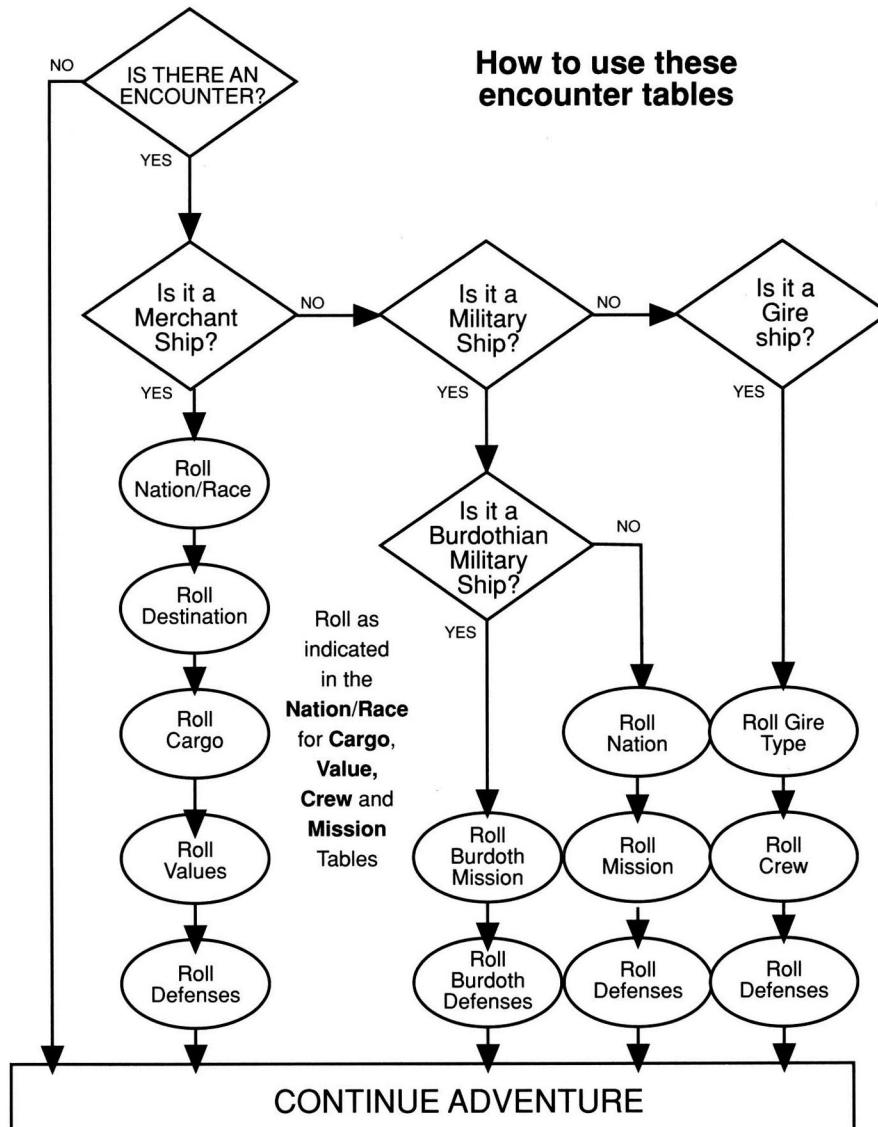 How to use these
encounter tables
NO
IS THERE AN
ENCOUNTER?
YES
Is it a
Merchant
Ship?
NO
YES
Is it a
Military
Ship?
NO
YES
Is it a
Gire
ship?
Roll
Nation/Race
Roll
Destination
Roll
Cargo
Roll
Values
Roll
Defenses
Roll as
indicated
in the
Nation/Race
for Cargo,
Value,
Crew and
Mission
Tables
Is it a
Burdothian
Military
Ship?
NO
YES
Roll
Burdoth
Mission
Roll
Burdoth
Defenses
Roll
Nation
Roll
Mission
Roll
Defenses
Roll Gire
Type
Roll
Crew
Roll
Defenses
CONTINUE ADVENTURE